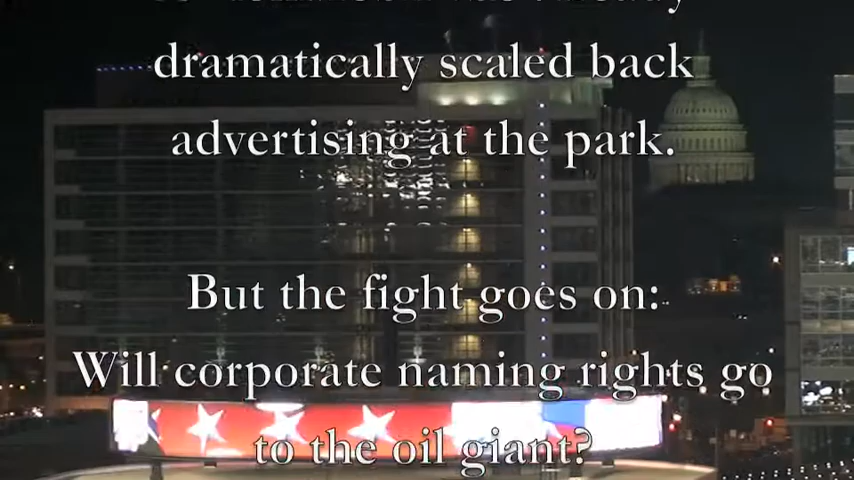 dramatically scaled back
advertising at the park.
But the fight goes on:
Will corporate naming rights go
to the oil giant?